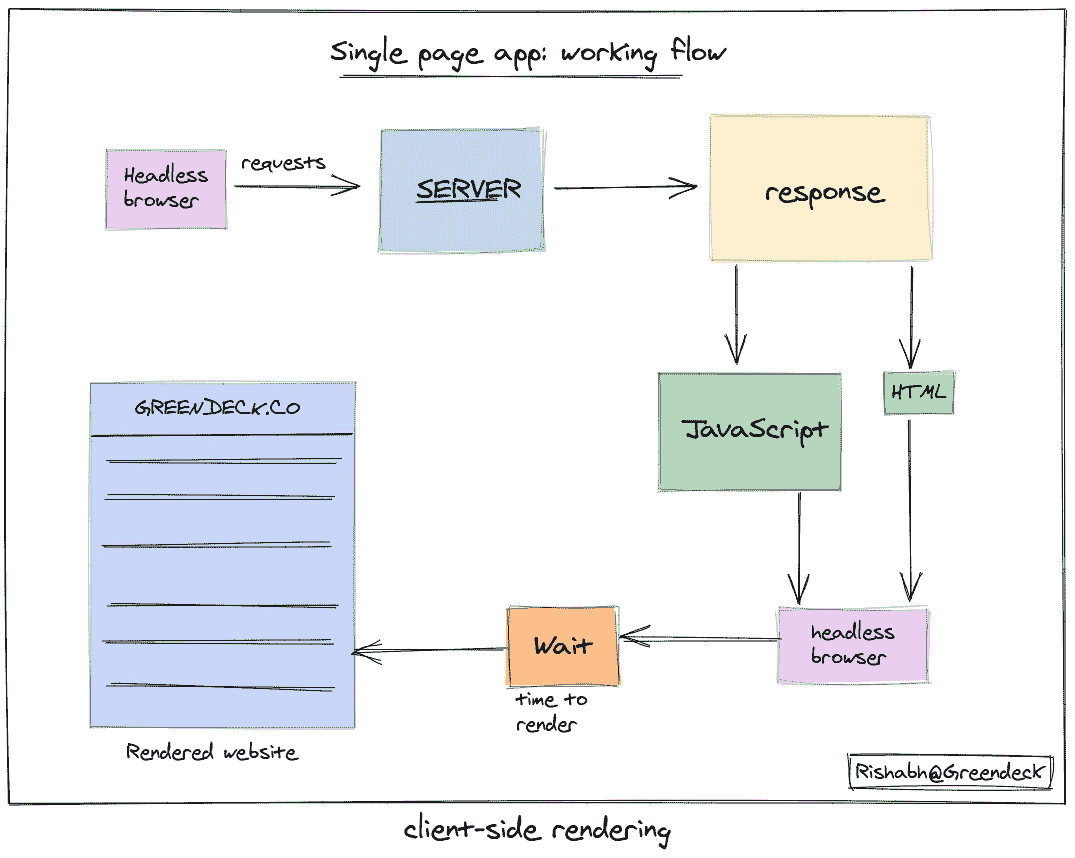 Single page app: working flow
Headless
browser
requests
SERVER
response
JavaScript
HTML
GREENDECK.CO
headless
browser
Wait
time to
render
Rendered website
Rishabh@Greendeck
client-side rendering